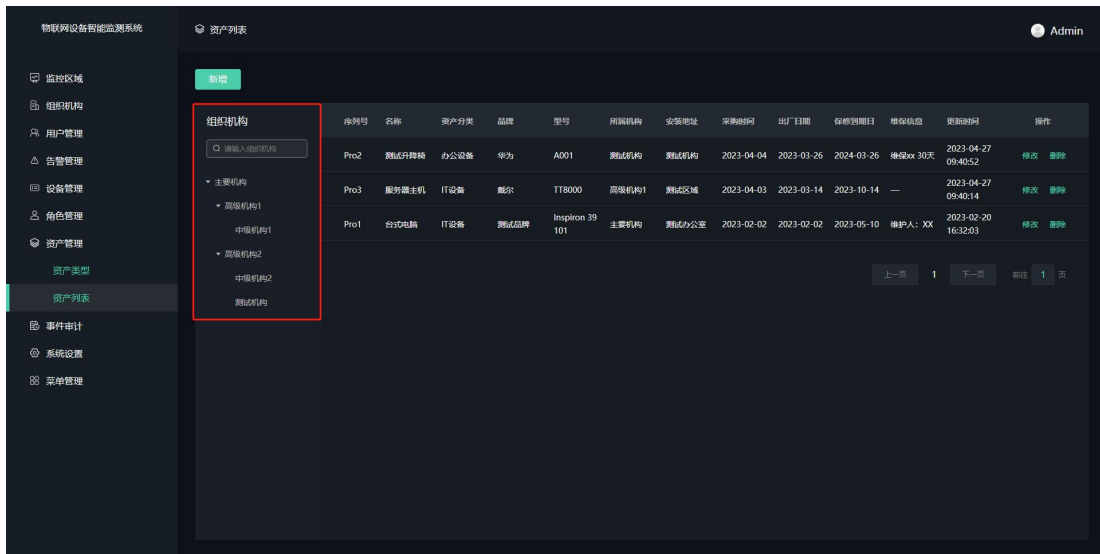 物联网设备智能监测系统
资产列表
Admin
监控区域
组织机构
用户管理
告警管理
设备管理
角色管理
资产管理
资产类型
资产列表
事件审计
系统设置
菜单管理
新增
组织机构
请输入组织机构
主要机构
高级机构1
中级机构1
高级机构2
中级机构2
测试机构
序列号 名称 资产分类 品牌 型号 所属机构 安装地址 采购时间 出厂日期 保修到期日 维保信息 更新时间 操作
Pro2 测试升降椅 办公设备 华为 A001 测试机构 测试机构 2023-04-04 2023-03-26 2024-03-26 维保xx 30天 2023-04-27 09:40:52 修改 删除
Pro3 服务器主机 IT设备 戴尔 TT8000 高级机构1 测试区域 2023-04-03 2023-03-14 2023-10-14 — 2023-04-27 09:40:14 修改 删除
Pro1 台式电脑 IT设备 测试品牌 Inspiron 39101 主要机构 测试办公室 2023-02-02 2023-02-02 2023-05-10 维护人：XX 2023-02-20 16:32:03 修改 删除
上一页 1 下一页 前往 1 页